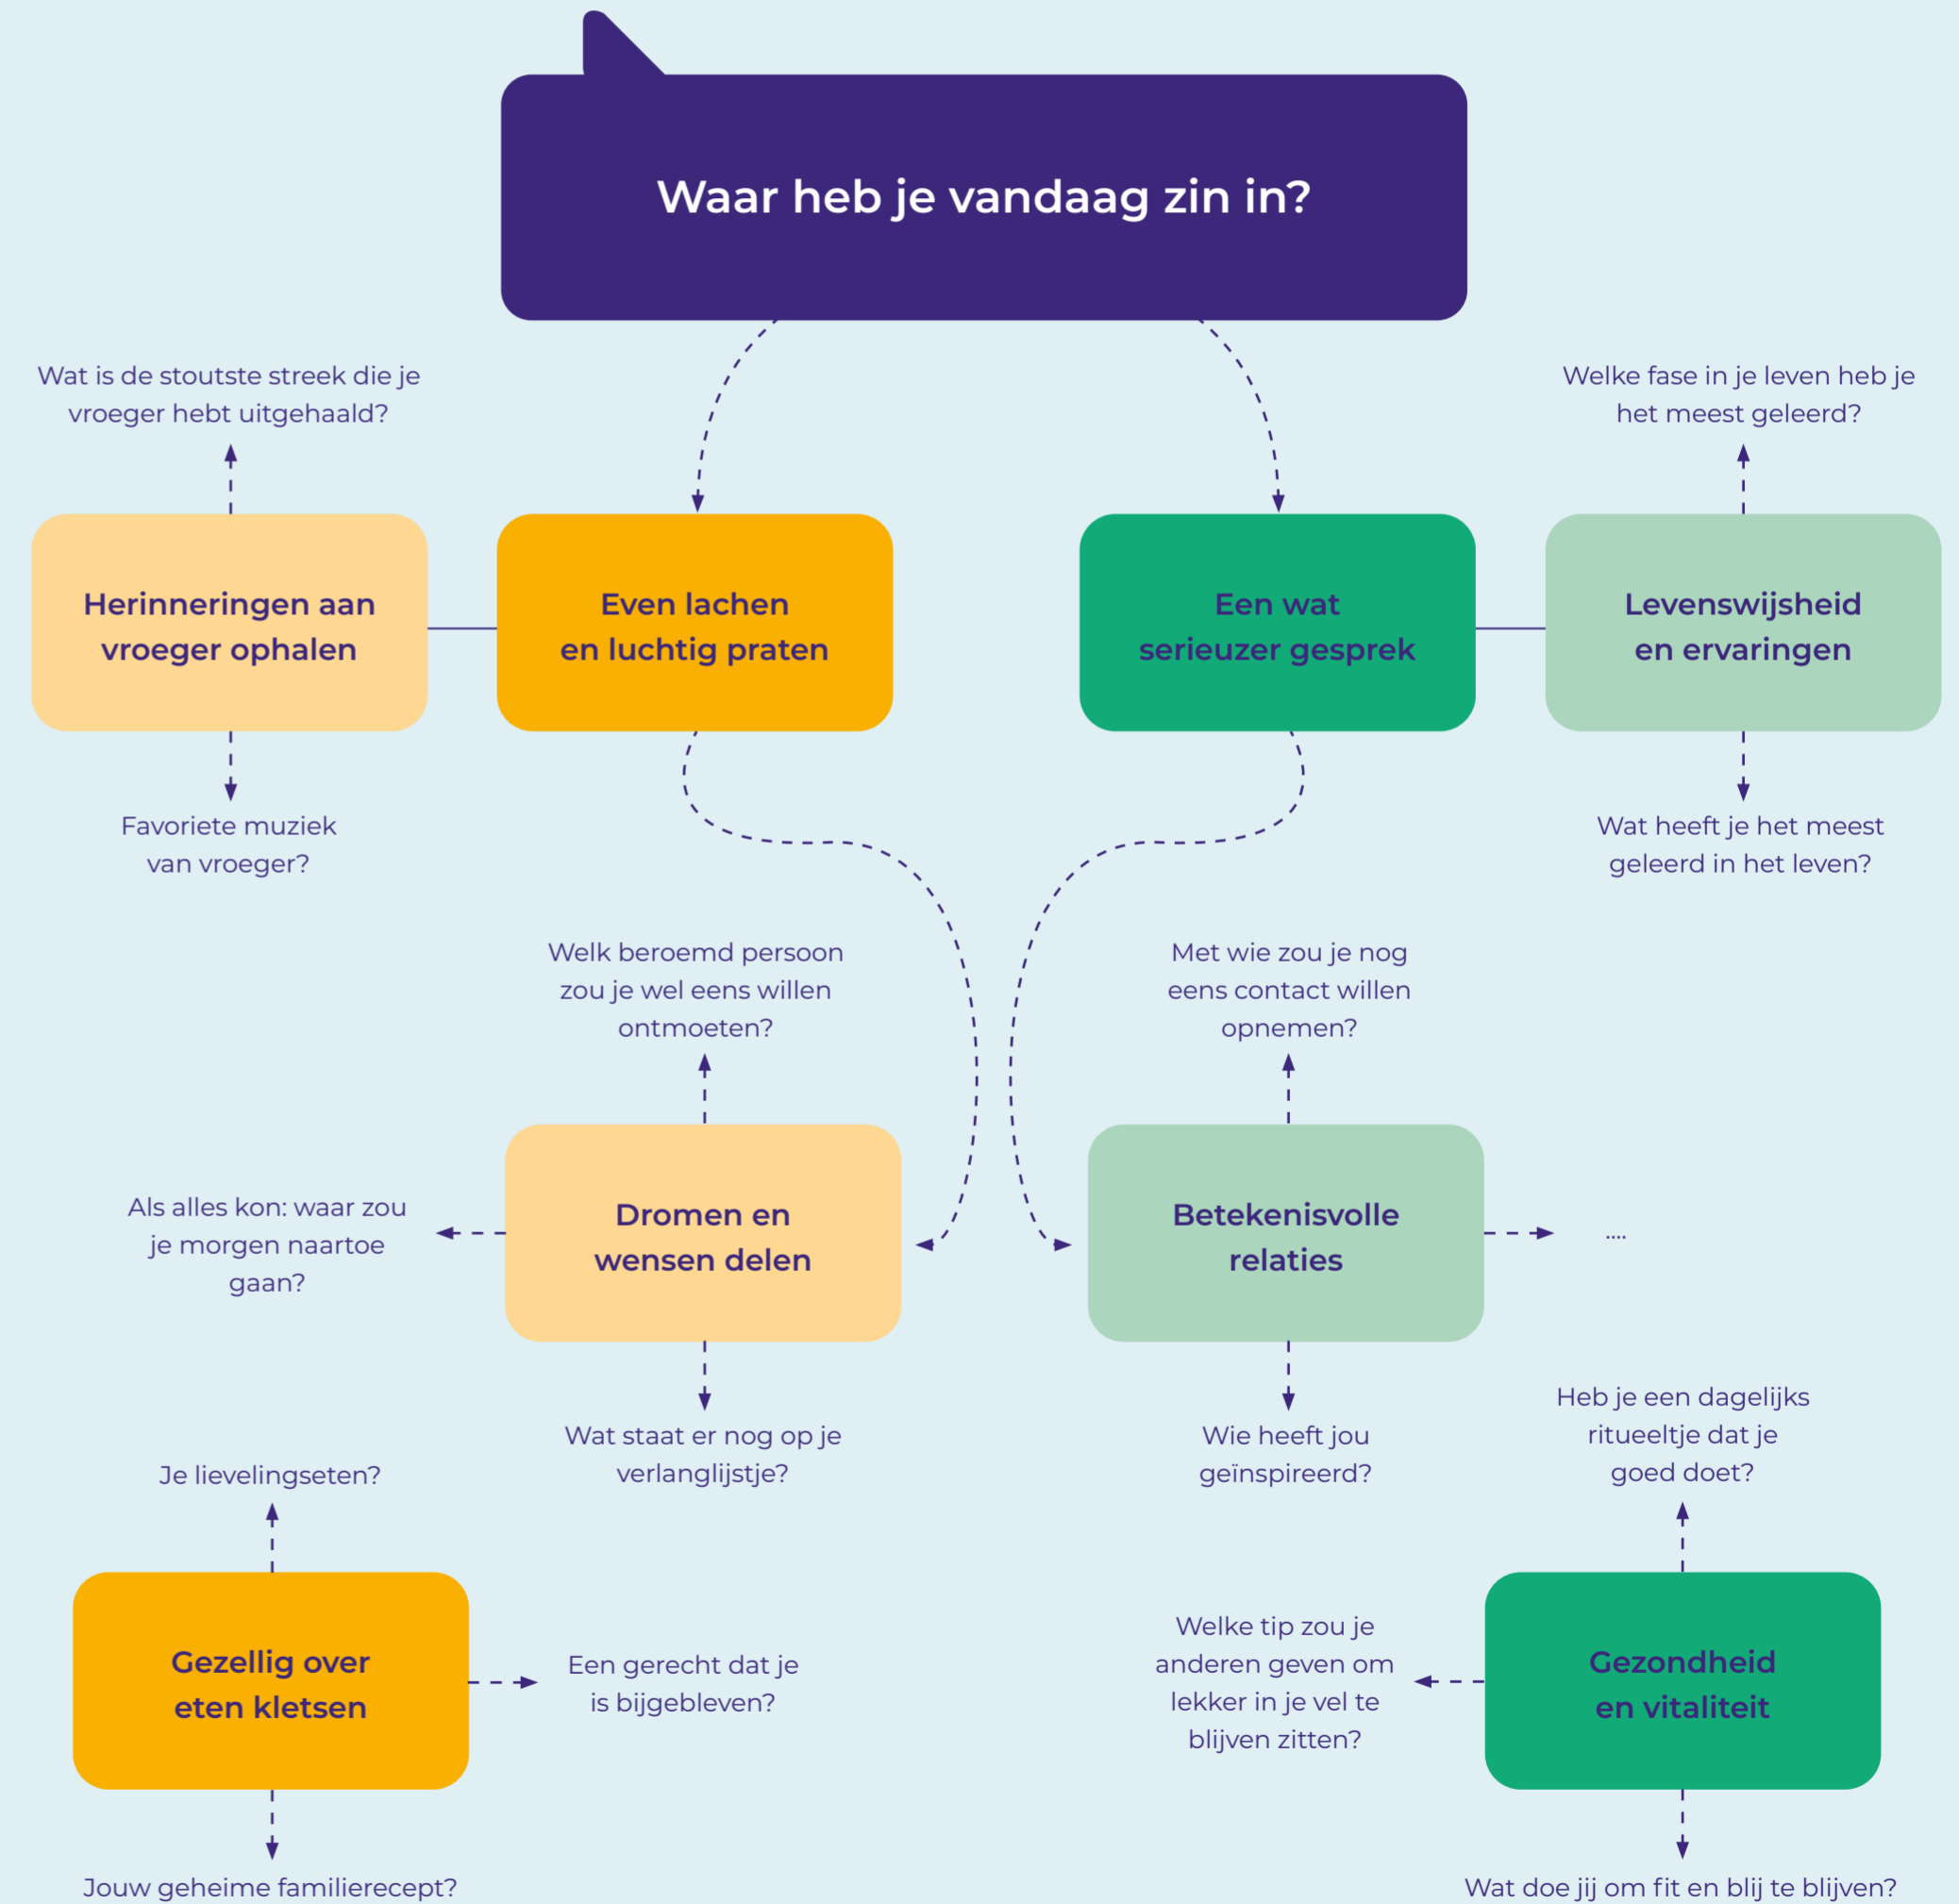 Waar heb je vandaag zin in?
Wat is de stoutste streek die je
vroeger hebt uitgehaald?
Welke fase in je leven heb je
het meest geleerd?
Herinneringen aan
vroeger ophalen
Even lachen
en luchtig praten
Een wat
serieuzer gesprek
Levenswijsheid
en ervaringen
Favoriete muziek
van vroeger?
Wat heeft je het meest
geleerd in het leven?
Welk beroemd persoon
zou je wel eens willen
ontmoeten?
Met wie zou je nog
eens contact willen
opnemen?
Als alles kon: waar zou
je morgen naartoe
gaan?
Dromen en
wensen delen
Betekenisvolle
relaties
....
Wat staat er nog op je
verlanglijstje?
Wie heeft jou
geïnspireerd?
Heb je een dagelijks
ritueeltje dat je
goed doet?
Je lievelingseten?
Gezellig over
eten kletsen
Een gerecht dat je
is bijgebleven?
Welke tip zou je
anderen geven om
lekker in je vel te
blijven zitten?
Gezondheid
en vitaliteit
Jouw geheime familierecept?
Wat doe jij om fit en blij te blijven?